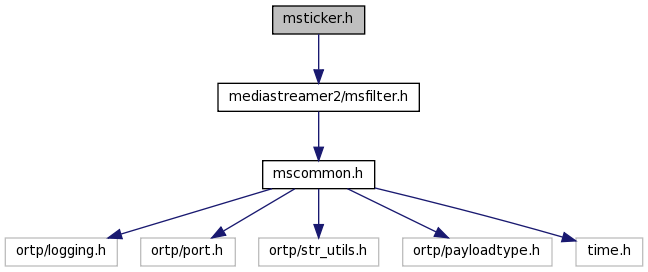 msticker.h
mediastreamer2/msfilter.h
mscommon.h
ortp/logging.h
ortp/port.h
ortp/str_utils.h
ortp/payloadtype.h
time.h